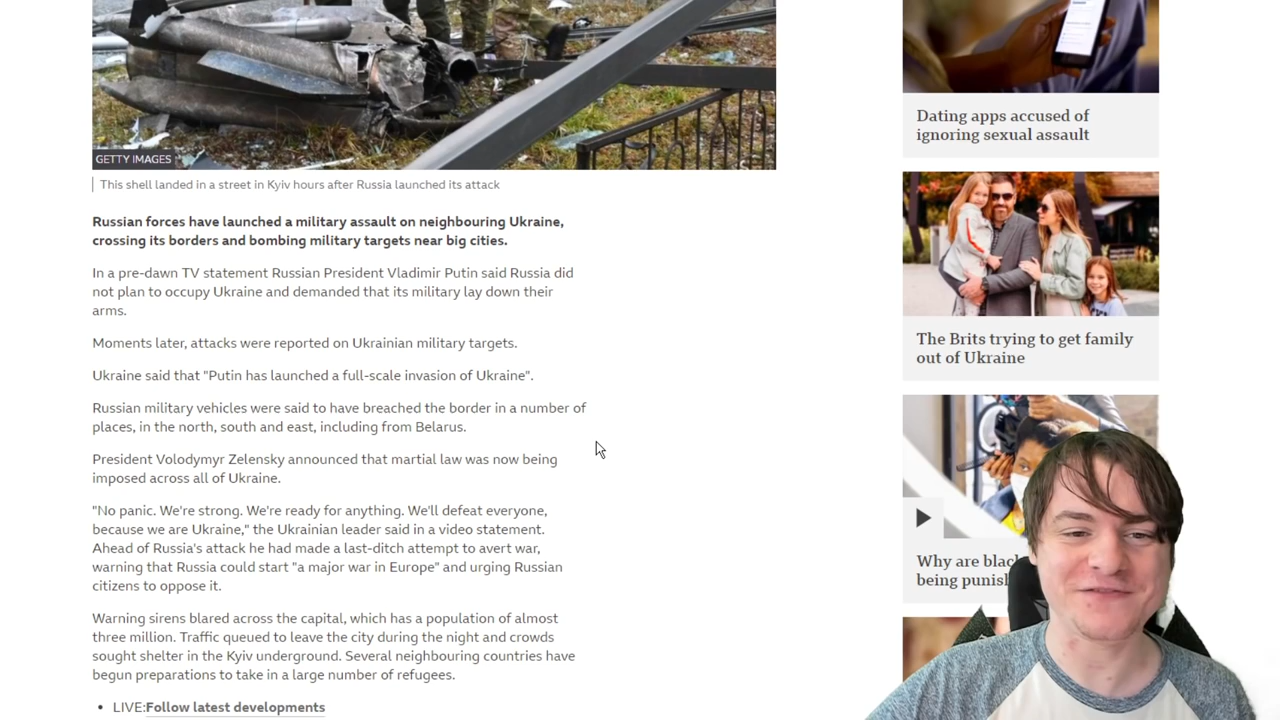 GETTY IMAGES
This shell landed in a street in Kyiv hours after Russia launched its attack
Russian forces have launched a military assault on neighbouring Ukraine,
crossing its borders and bombing military targets near big cities.
In a pre-dawn TV statement Russian President Vladimir Putin said Russia did
not plan to occupy Ukraine and demanded that its military lay down their
arms.
Moments later, attacks were reported on Ukrainian military targets.
Ukraine said that "Putin has launched a full-scale invasion of Ukraine".
Russian military vehicles were said to have breached the border in a number of
places, in the north, south and east, including from Belarus.
President Volodymyr Zelensky announced that martial law was now being
imposed across all of Ukraine.
"No panic. We're strong. We're ready for anything. We'll defeat everyone,
because we are Ukraine," the Ukrainian leader said in a video statement.
Ahead of Russia's attack he had made a last-ditch attempt to avert war,
warning that Russia could start "a major war in Europe" and urging Russian
citizens to oppose it.
Warning sirens blared across the capital, which has a population of almost
three million. Traffic queued to leave the city during the night and crowds
sought shelter in the Kyiv underground. Several neighbouring countries have
begun preparations to take in a large number of refugees.
• LIVE:Follow latest developments
Dating apps accused of
ignoring sexual assault
The Brits trying to get family
out of Ukraine
Why are
being